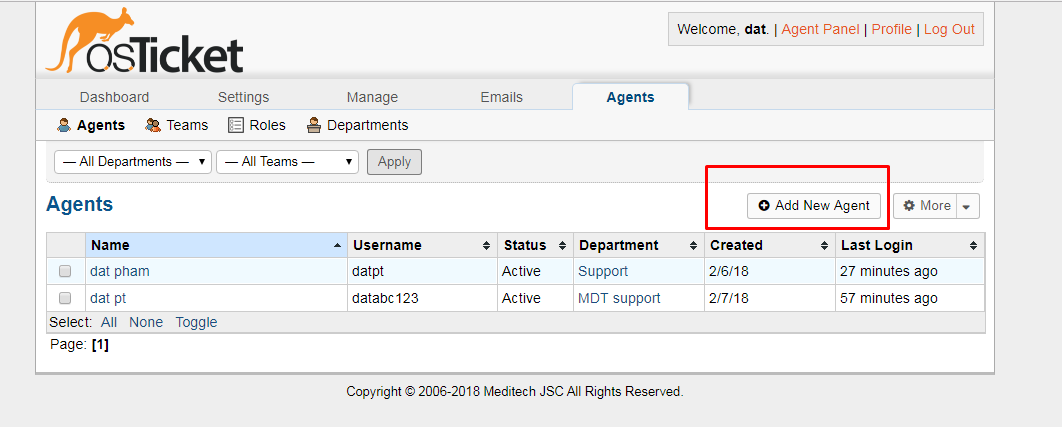 osTicket
Welcome, dat. | Agent Panel | Profile | Log Out
Dashboard Settings Manage Emails Agents
Agents Teams Roles Departments
— All Departments — — All Teams — Apply
Agents Add New Agent More
Name Username Status Department Created Last Login
dat pham datpt Active Support 2/6/18 27 minutes ago
dat pt databc123 Active MDT support 2/7/18 57 minutes ago
Select: All None Toggle
Page: [1]
Copyright © 2006-2018 Meditech JSC All Rights Reserved.